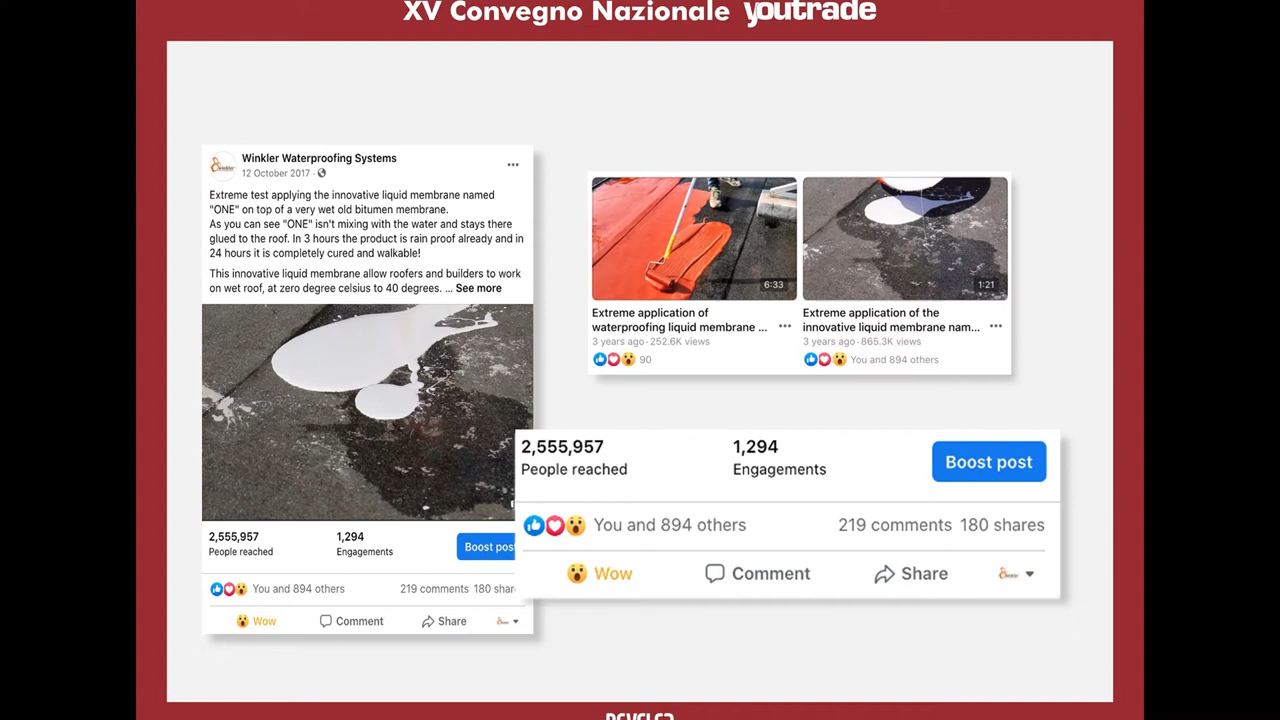 XV Convegno Nazionale youtrade
Winkler Waterproofing Systems
12 October 2017 ·
Extreme test applying the innovative liquid membrane named
"ONE" on top of a very wet old bitumen membrane.
As you can see "ONE" isn't mixing with the water and stays there
glued to the roof. In 3 hours the product is rain proof already and in
24 hours it is completely cured and walkable!
This innovative liquid membrane allow roofers and builders to work
on wet roof, at zero degree celsius to 40 degrees. ... See more
2,555,957
People reached
1,294
Engagements
Boost post
You and 894 others
219 comments 180 shar
Wow
Comment
Share
6:33
Extreme application of
waterproofing liquid membrane ...
3 years ago · 252.6K views
90
1:21
Extreme application of the
innovative liquid membrane nam...
3 years ago · 865.3K views
You and 894 others
2,555,957
People reached
1,294
Engagements
Boost post
You and 894 others
219 comments 180 shares
Wow
Comment
Share